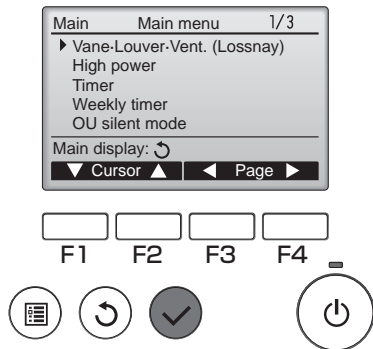 Main Main menu 1/3
Vane·Louver·Vent. (Lossnay)
High power
Timer
Weekly timer
OU silent mode
Main display:
Cursor Page
F1 F2 F3 F4